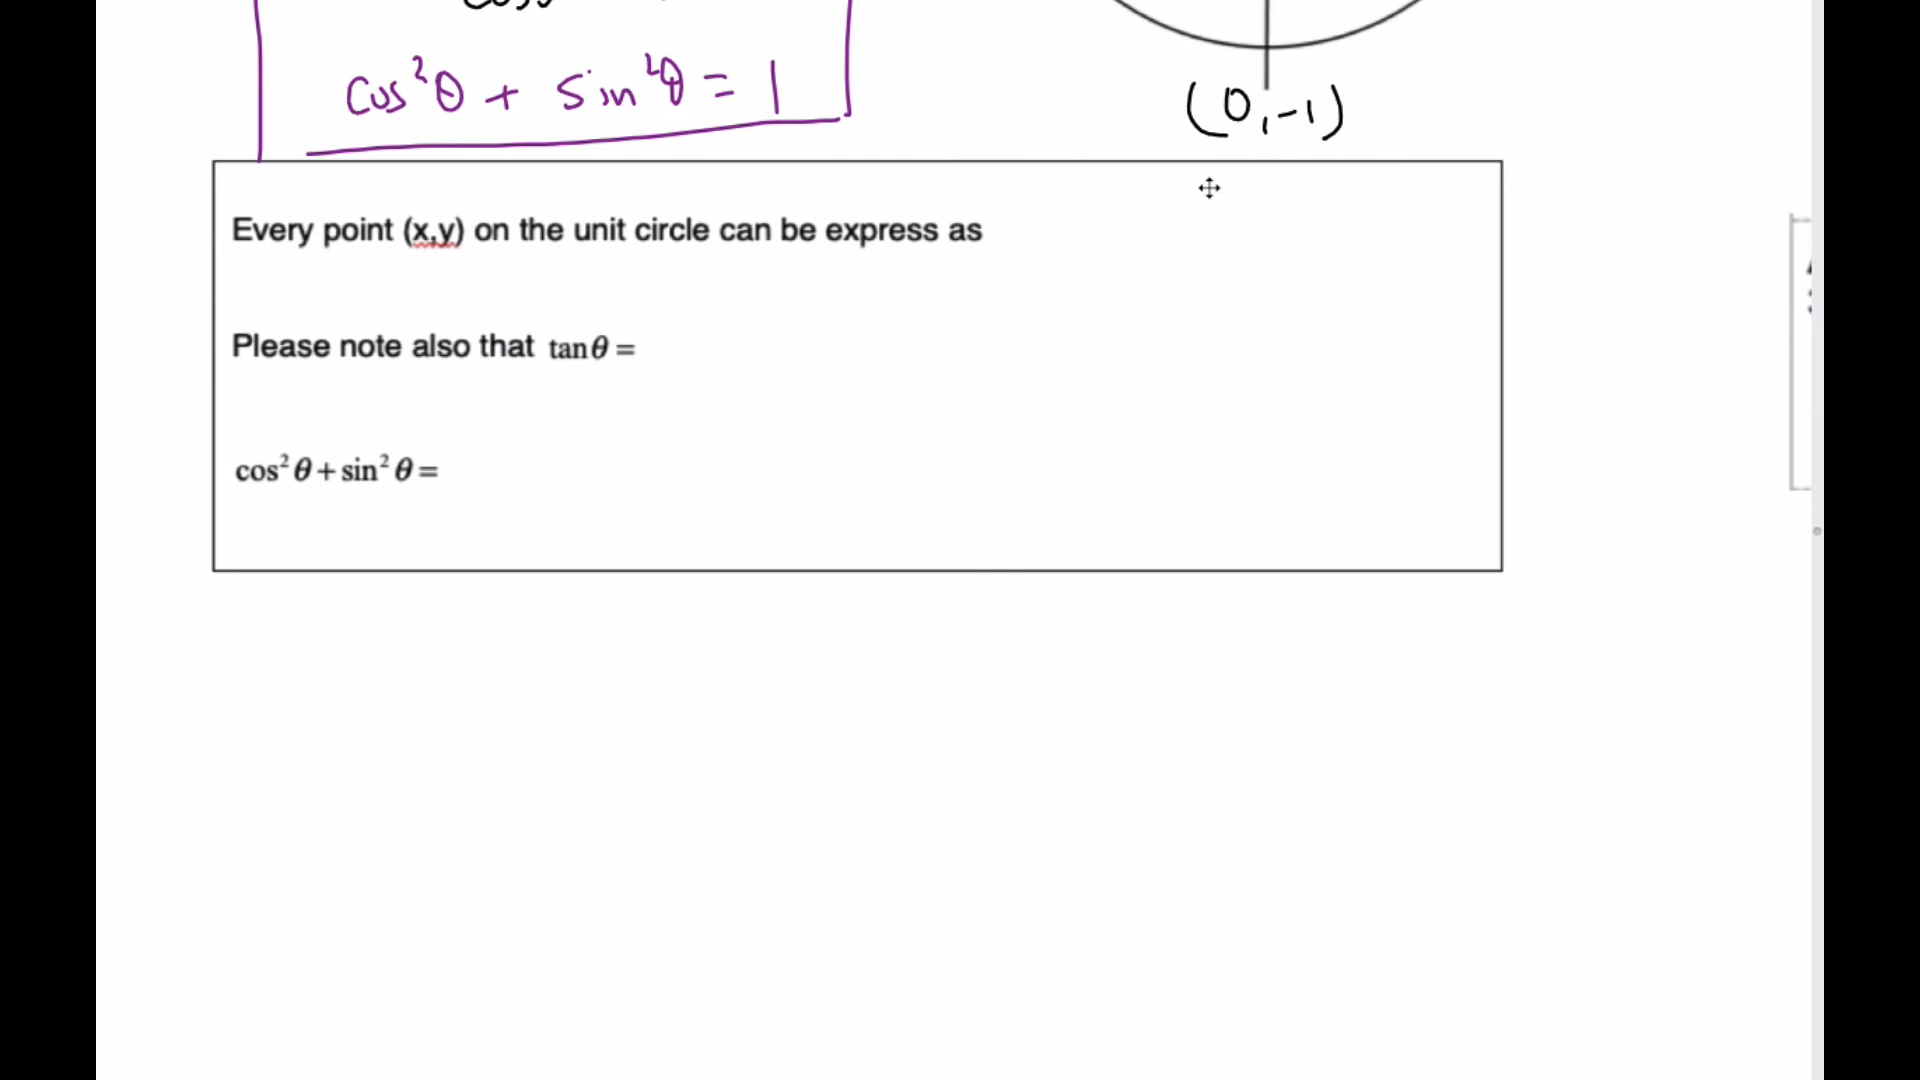 cos²θ + sin²θ = 1
(0,-1)
Every point (x,y) on the unit circle can be express as
Please note also that tanθ =
cos²θ + sin²θ =